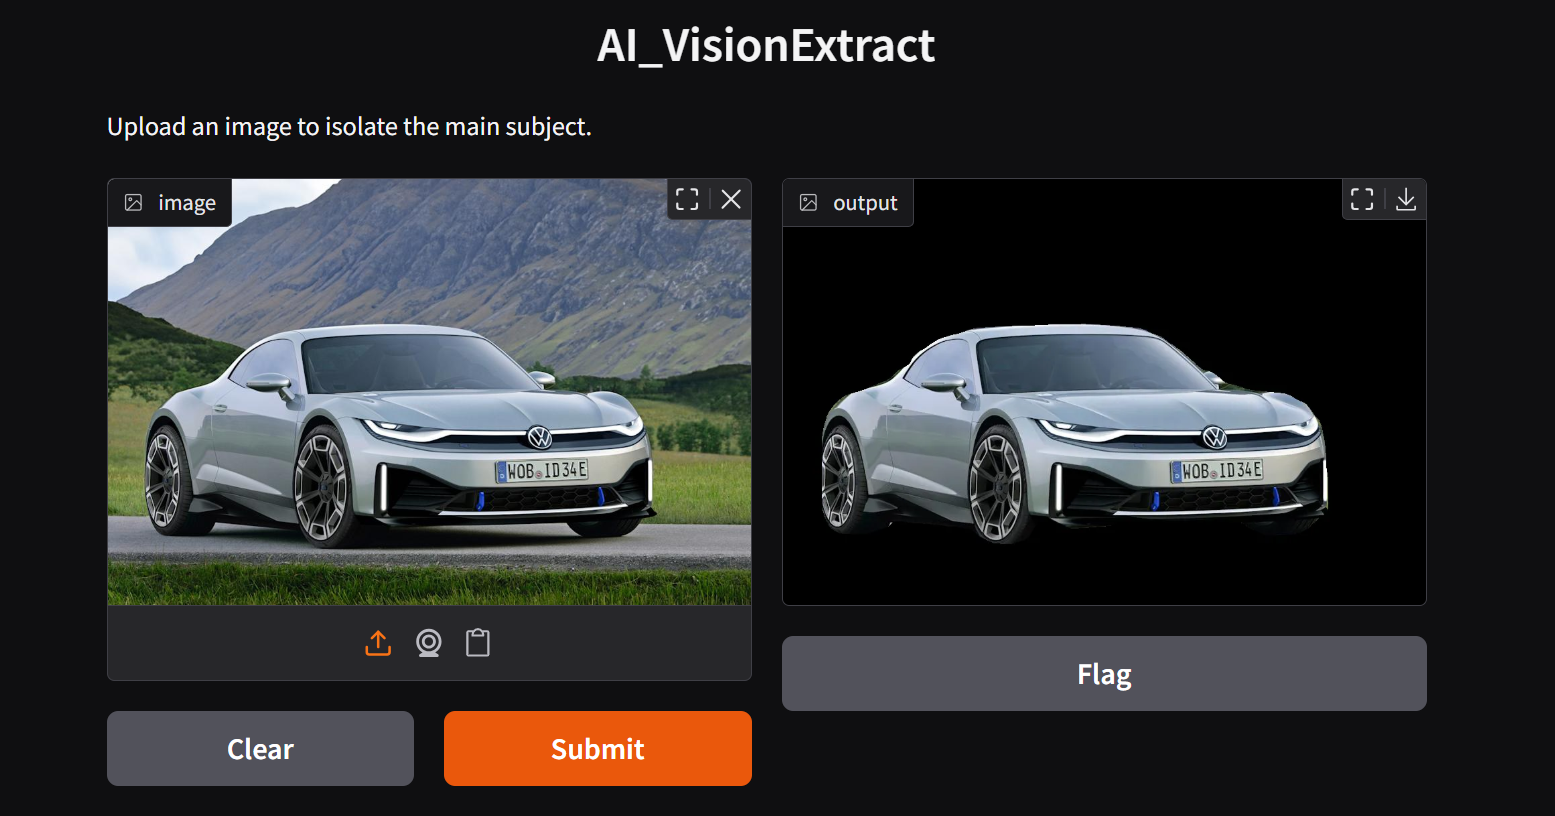 AI_VisionExtract
Upload an image to isolate the main subject.
image
output
WOB ID 34E
WOB ID 34E
Flag
Clear
Submit